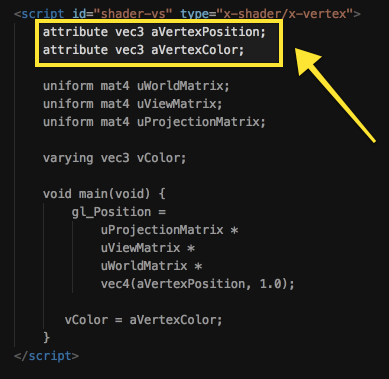 <script id="shader-vs" type="x-shader/x-vertex">
attribute vec3 aVertexPosition;
attribute vec3 aVertexColor;
uniform mat4 uWorldMatrix;
uniform mat4 uViewMatrix;
uniform mat4 uProjectionMatrix;
varying vec3 vColor;
void main(void) {
gl_Position =
uProjectionMatrix *
uViewMatrix *
uWorldMatrix *
vec4(aVertexPosition, 1.0);
vColor = aVertexColor;
}
</script>